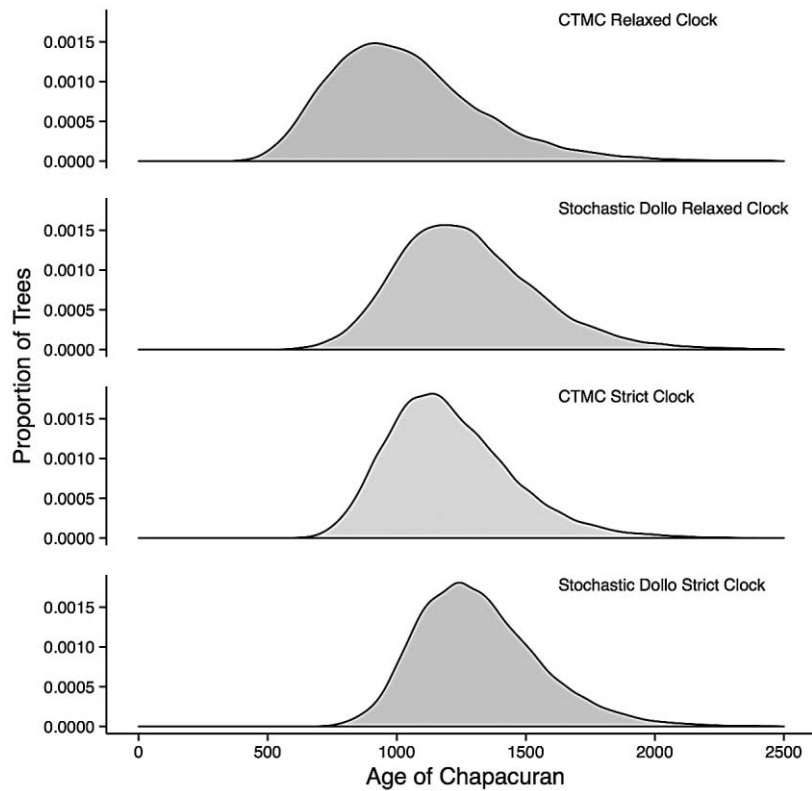 CTMC Relaxed Clock
0.0015
0.0010
0.0005
0.0000
Stochastic Dollo Relaxed Clock
0.0015
0.0010
0.0005
0.0000
Proportion of Trees
CTMC Strict Clock
0.0015
0.0010
0.0005
0.0000
Stochastic Dollo Strict Clock
0.0015
0.0010
0.0005
0.0000
0 500 1000 1500 2000 2500
Age of Chapacuran